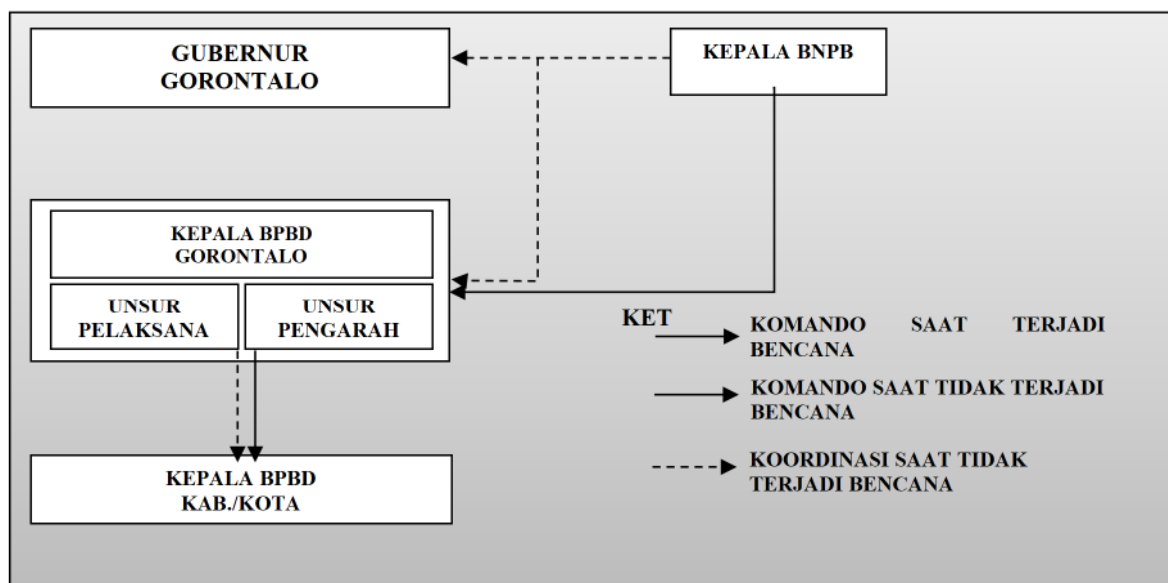 GUBERNUR
GORONTALO
KEPALA BNPB
KEPALA BPBD
GORONTALO
UNSUR
PELAKSANA
UNSUR
PENGARAH
KEPALA BPBD
KAB./KOTA
KET
KOMANDO SAAT TERJADI
BENCANA
KOMANDO SAAT TIDAK TERJADI
BENCANA
KOORDINASI SAAT TIDAK
TERJADI BENCANA